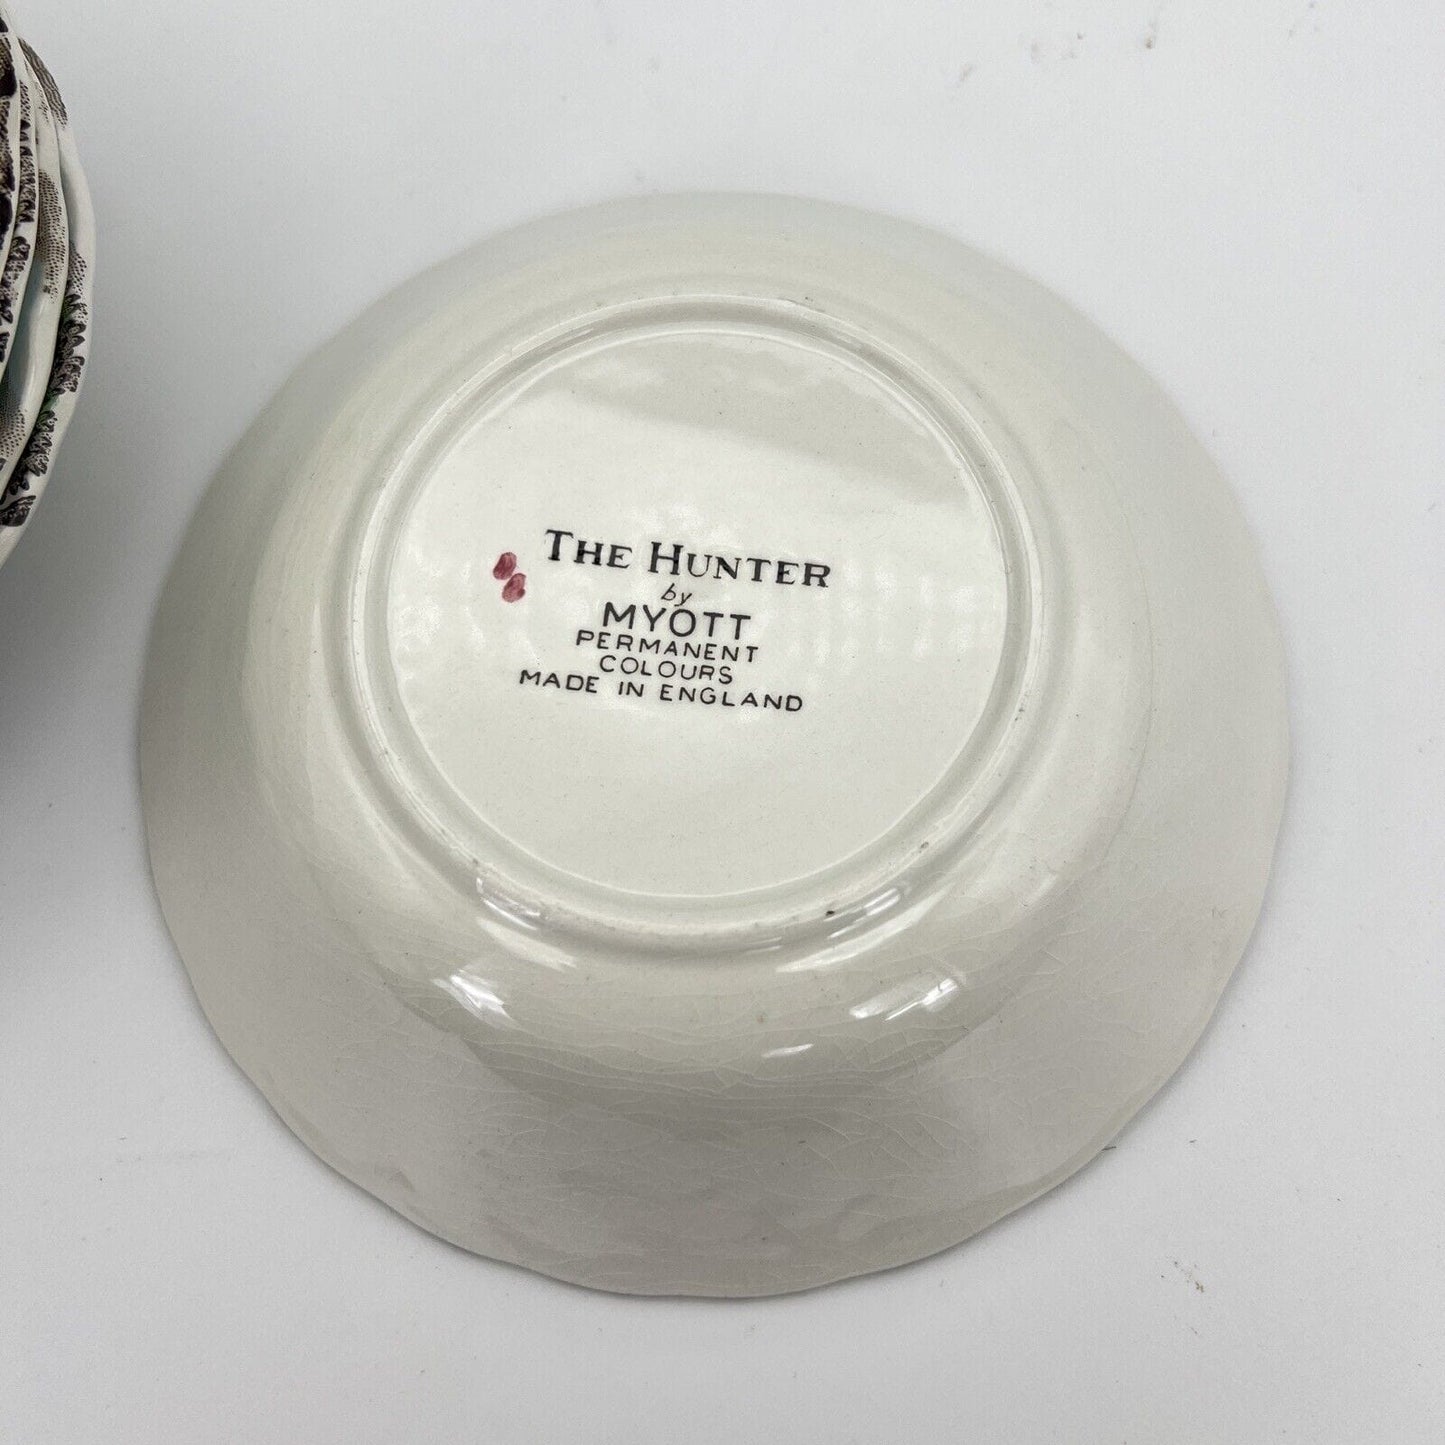 THE HUNTER
by
MYOTT
PERMANENT
COLOURS
MADE IN ENGLAND